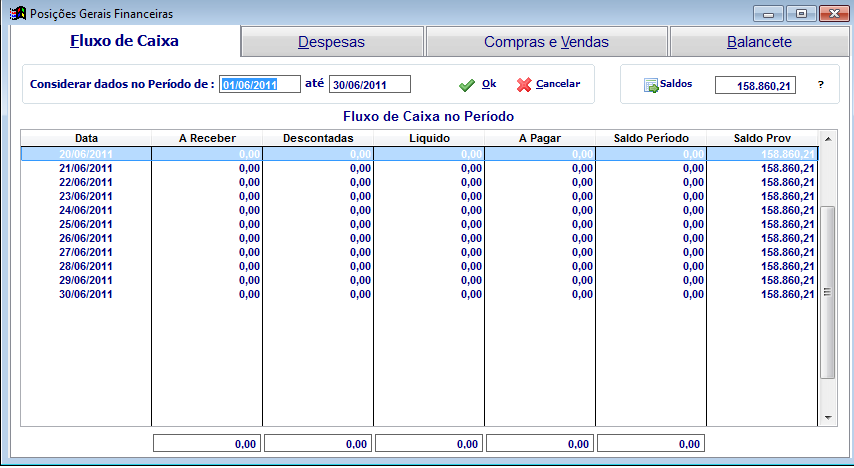 Posições Gerais Financeiras
Fluxo de Caixa Despesas Compras e Vendas Balancete
Considerar dados no Período de : 01/06/2011 até 30/06/2011 Ok Cancelar Saldos 158.860,21 ?
Fluxo de Caixa no Período
Data A Receber Descontadas Liquido A Pagar Saldo Período Saldo Prov
20/06/2011 0,00 0,00 0,00 0,00 0,00 158.860,21
21/06/2011 0,00 0,00 0,00 0,00 0,00 158.860,21
22/06/2011 0,00 0,00 0,00 0,00 0,00 158.860,21
23/06/2011 0,00 0,00 0,00 0,00 0,00 158.860,21
24/06/2011 0,00 0,00 0,00 0,00 0,00 158.860,21
25/06/2011 0,00 0,00 0,00 0,00 0,00 158.860,21
26/06/2011 0,00 0,00 0,00 0,00 0,00 158.860,21
27/06/2011 0,00 0,00 0,00 0,00 0,00 158.860,21
28/06/2011 0,00 0,00 0,00 0,00 0,00 158.860,21
29/06/2011 0,00 0,00 0,00 0,00 0,00 158.860,21
30/06/2011 0,00 0,00 0,00 0,00 0,00 158.860,21
0,00 0,00 0,00 0,00 0,00